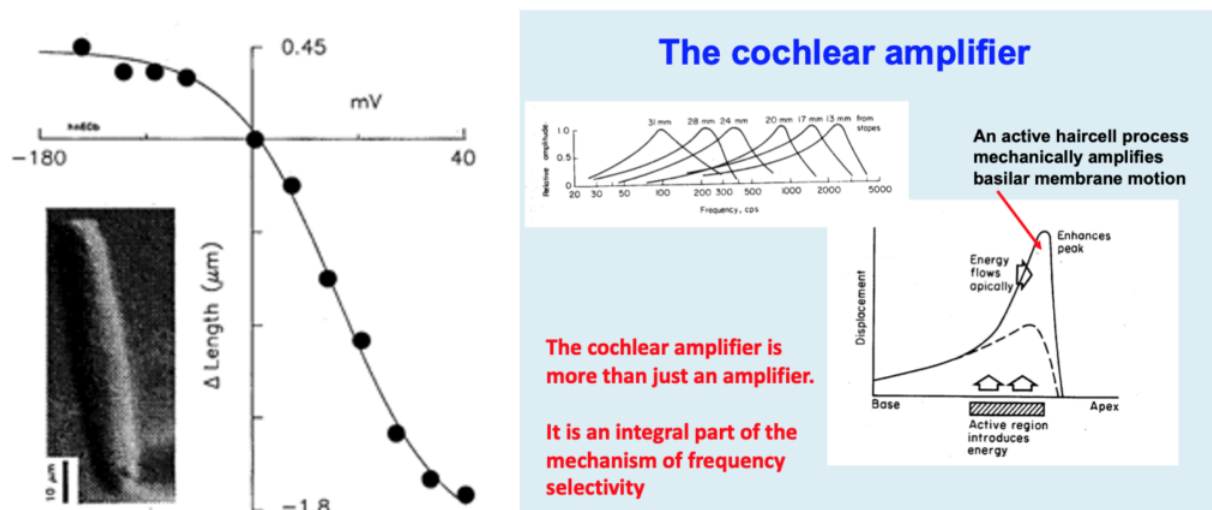 0.45
mV
-180
40
Δ Length (μm)
-1.8
10 μm
The cochlear amplifier
Relative amplitude
1.0
0.5
0
31 mm 28 mm 24 mm 20 mm 17 mm 13 mm from
stapes
20 30 50 100 200 300 500 1000 2000 5000
Frequency, cps
An active haircell process
mechanically amplifies
basilar membrane motion
Displacement
Energy
flows
apically
Enhances
peak
Base
Apex
Active region
introduces
energy
The cochlear amplifier is
more than just an amplifier.
It is an integral part of the
mechanism of frequency
selectivity